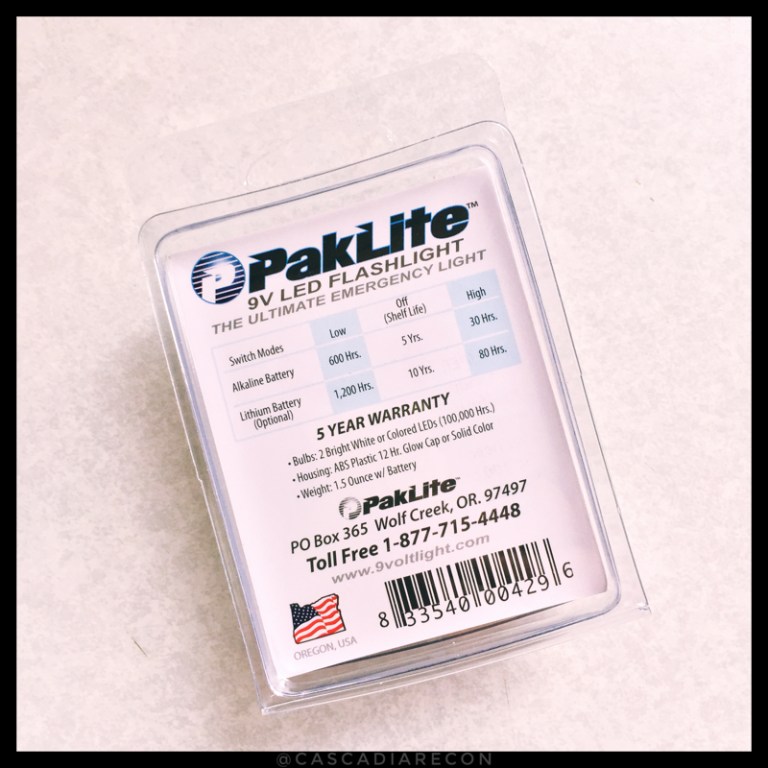 PakLite™
9V LED FLASHLIGHT
THE ULTIMATE EMERGENCY LIGHT
Switch Modes Low Off (Shelf Life) High
Alkaline Battery 600 Hrs. 5 Yrs. 30 Hrs.
Lithium Battery (Optional) 1,200 Hrs. 10 Yrs. 80 Hrs.
5 YEAR WARRANTY
• Bulbs: 2 Bright White or Colored LEDs (100,000 Hrs.)
• Housing: ABS Plastic 12 Hr. Glow Cap or Solid Color
• Weight: 1.5 Ounce w/ Battery
PakLite™
PO Box 365 Wolf Creek, OR. 97497
Toll Free 1-877-715-4448
www.9voltlight.com
8 33540 00429 6
OREGON, USA
@CASCADIARECON